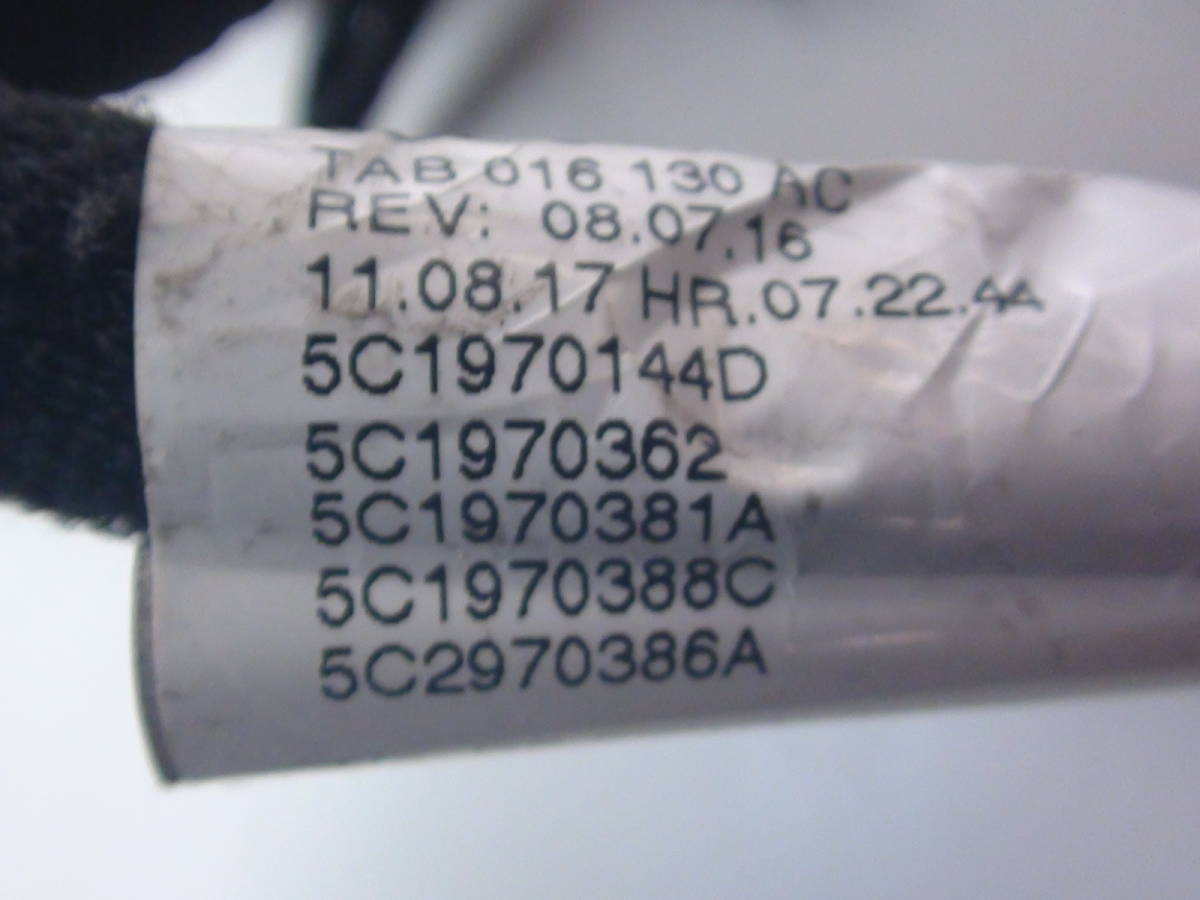 TAB 016 130 AC
REV: 08.07.16
11.08.17 HR.07.22.44
5C1970144D
5C1970362
5C1970381A
5C1970388C
5C2970386A